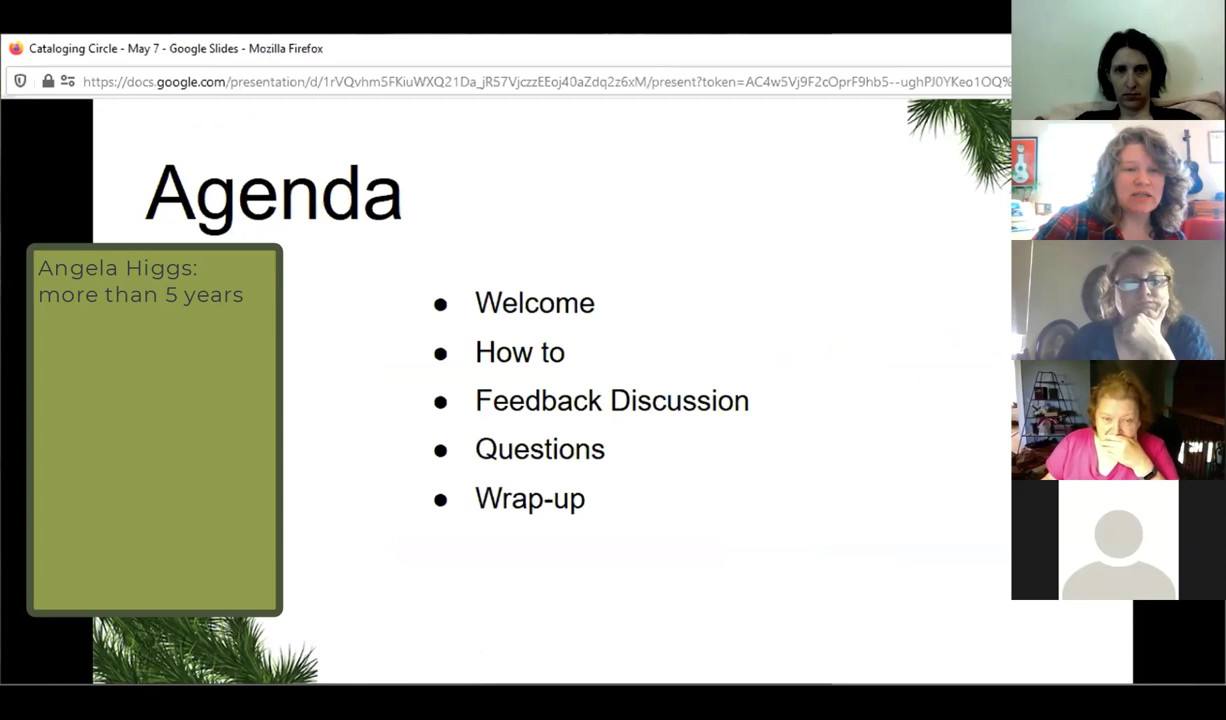 Cataloging Circle - May 7 - Google Slides - Mozilla Firefox
https://docs.google.com/presentation/d/1rVQvhm5FKiuWXQ21Da_jR57VjczzEEoj40aZdq2z6xM/present?token=AC4w5Vj9F2cOprF9hb5--ughPJ0YKeo1OQ%
Agenda
Angela Higgs:
more than 5 years
● Welcome
● How to
● Feedback Discussion
● Questions
● Wrap-up